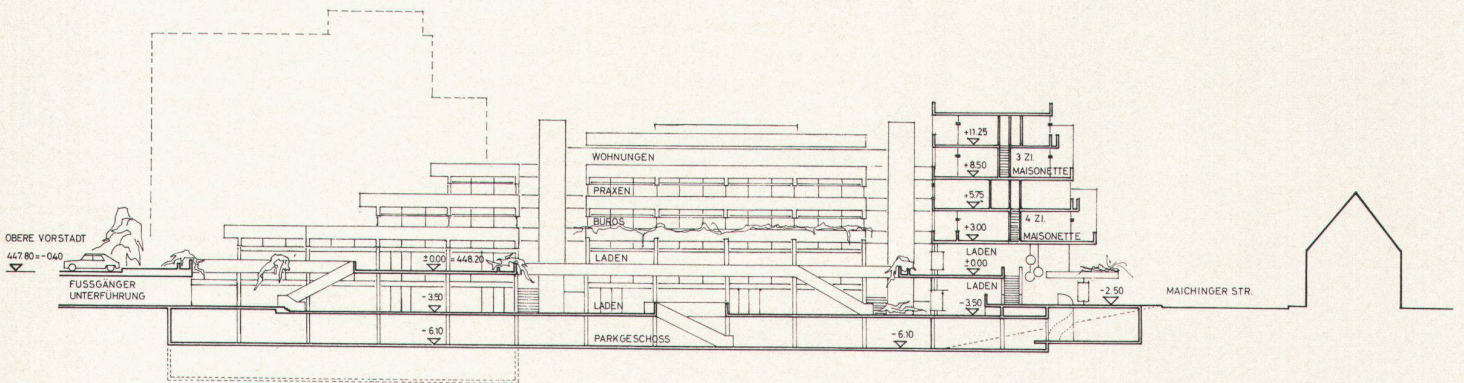 OBERE VORSTADT
447.80 = -0.40
FUSSGÄNGER
UNTERFÜHRUNG
±0.00 = 448.20
-3.50
-6.10
WOHNUNGEN
PRAXEN
BÜROS
LADEN
LADEN
PARKGESCHOSS
-6.10
+11.25
+8.50
3 ZI.
MAISONETTE
+5.75
+3.00
4 ZI.
MAISONETTE
LADEN
±0.00
LADEN
-3.50
-2.50
MAICHINGER STR.